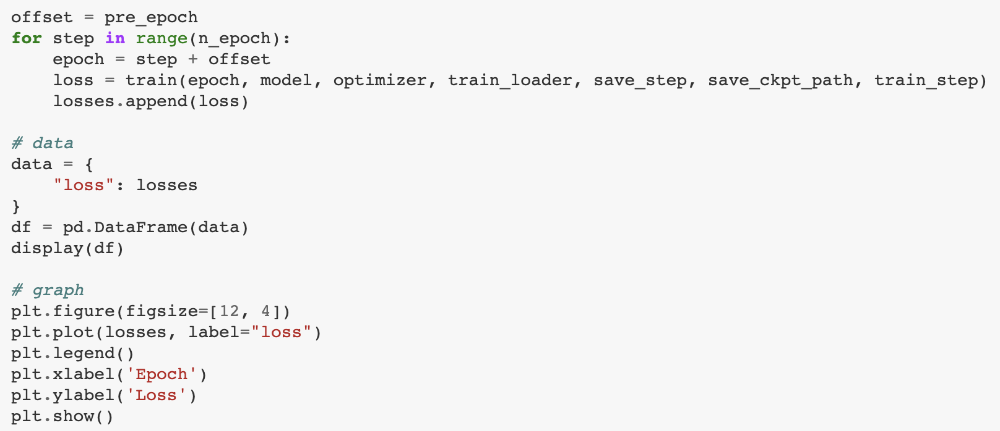 offset = pre_epoch
for step in range(n_epoch):
    epoch = step + offset
    loss = train(epoch, model, optimizer, train_loader, save_step, save_ckpt_path, train_step)
    losses.append(loss)

# data
data = {
    "loss": losses
}
df = pd.DataFrame(data)
display(df)

# graph
plt.figure(figsize=[12, 4])
plt.plot(losses, label="loss")
plt.legend()
plt.xlabel('Epoch')
plt.ylabel('Loss')
plt.show()